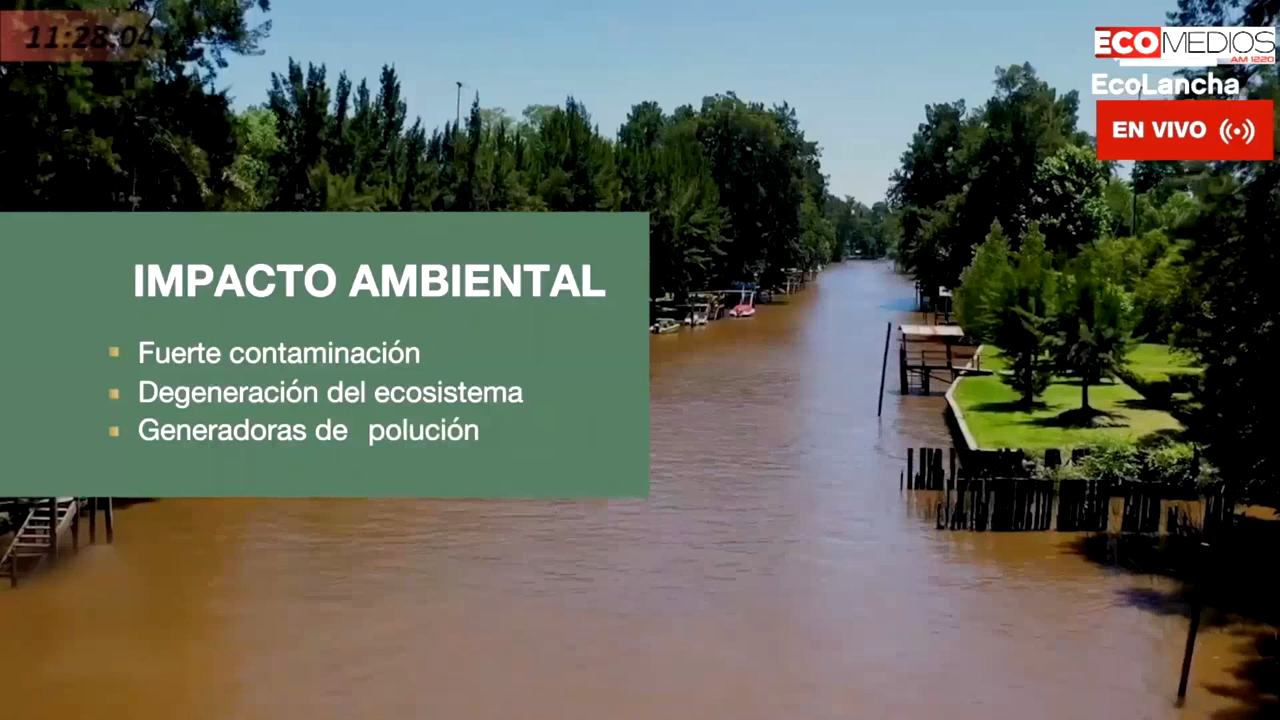 11:28:04
ECOMEDIOS
AM 1220
EcoLancha
EN VIVO
IMPACTO AMBIENTAL
Fuerte contaminación
Degeneración del ecosistema
Generadoras de polución